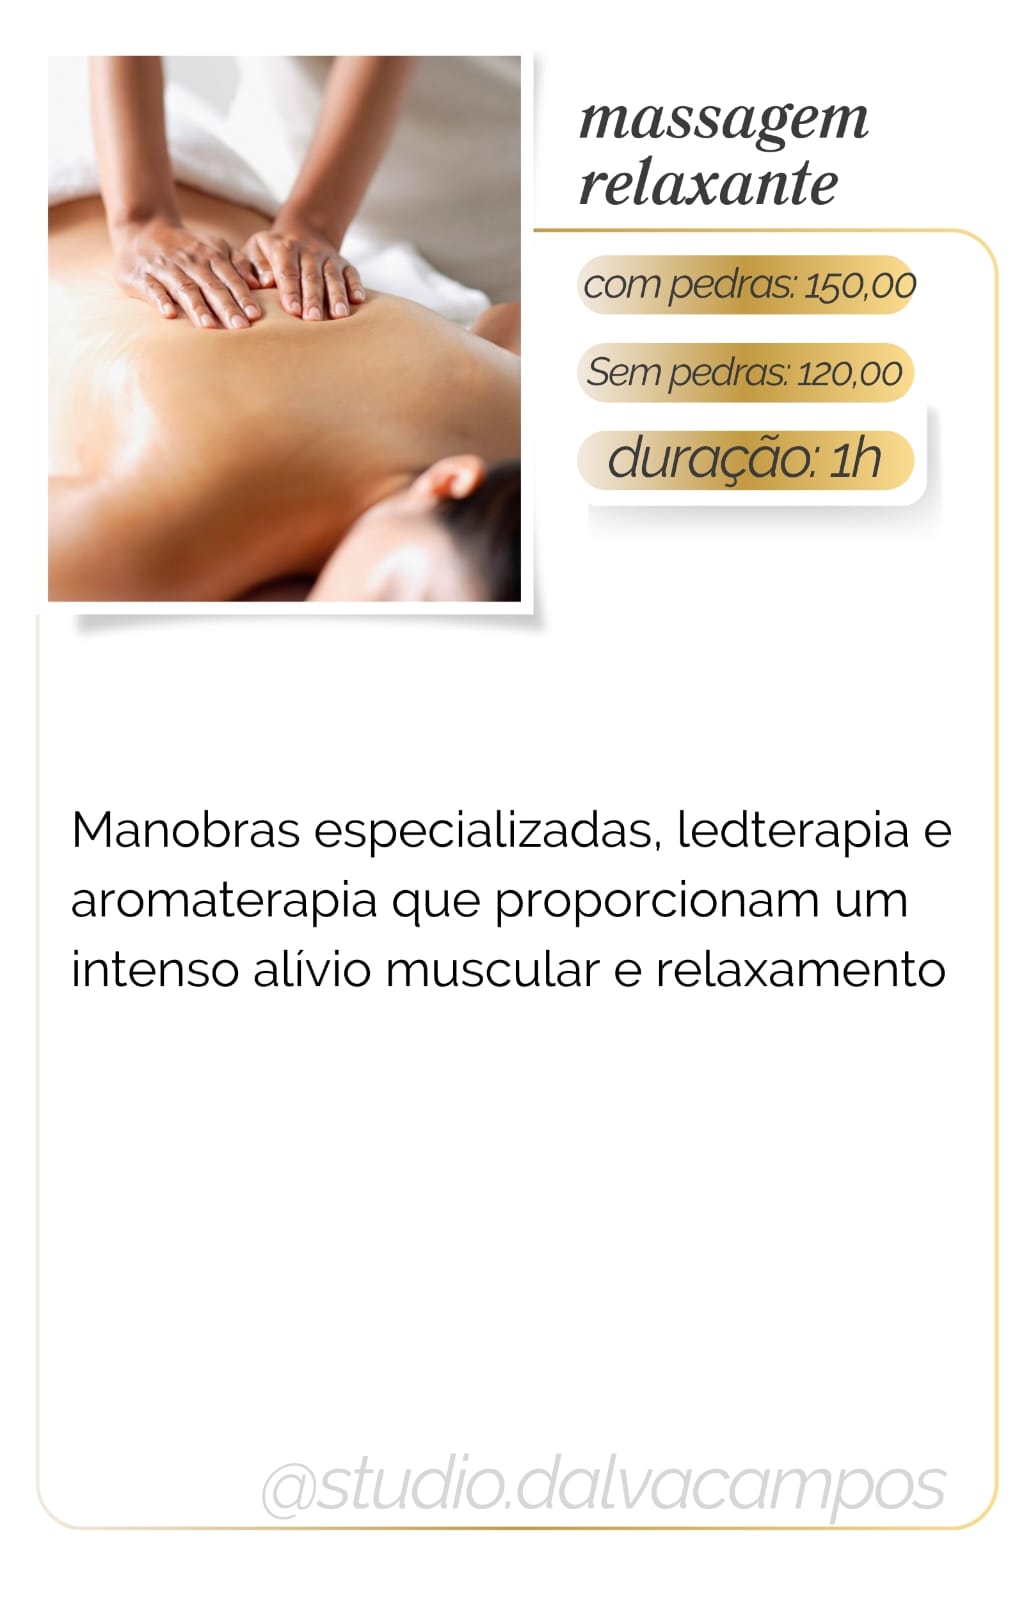 massagem
relaxante
com pedras: 150,00
Sem pedras: 120,00
duração: 1h
Manobras especializadas, ledterapia e
aromaterapia que proporcionam um
intenso alívio muscular e relaxamento
@studio.dalvacampos